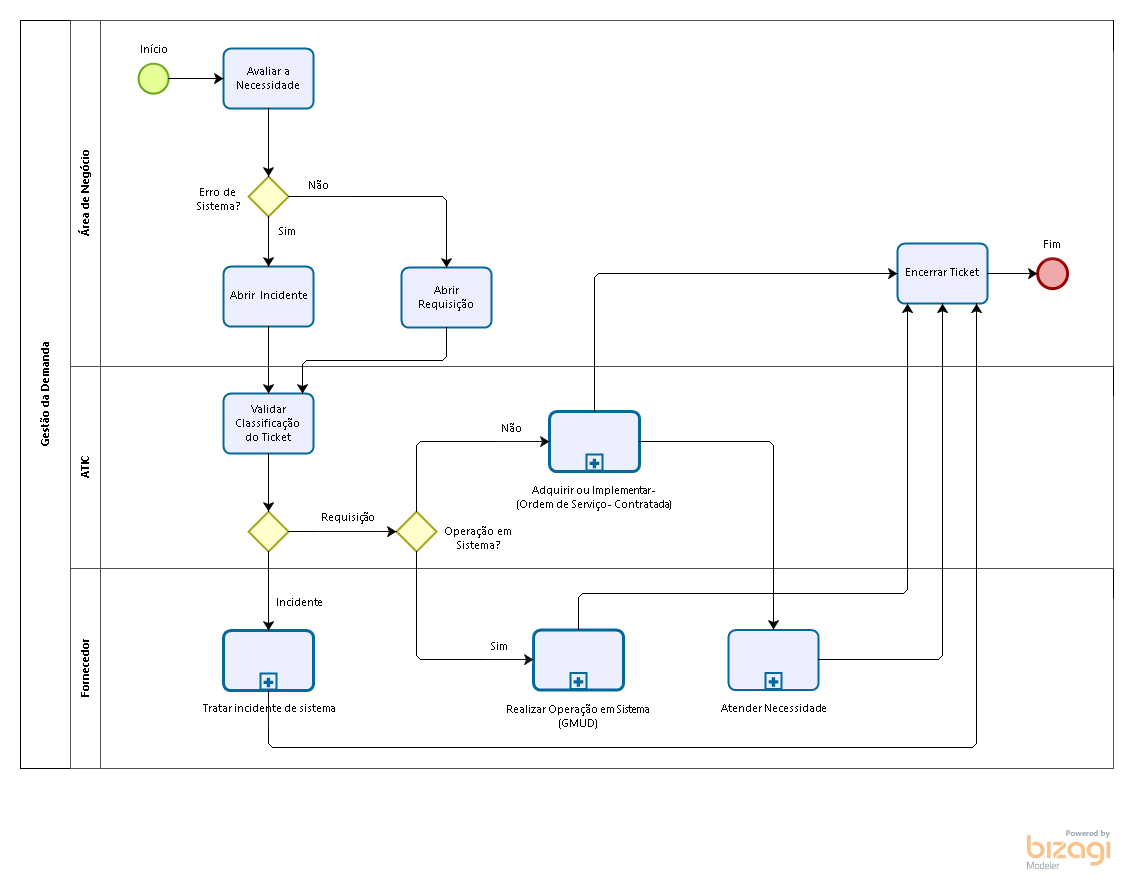 Início
Avaliar a
Necessidade
Erro de
Sistema?
Não
Sim
Abrir Incidente
Abrir
Requisição
Encerrar Ticket
Fim
Área de Negócio
Gestão da Demanda
ATIC
Validar
Classificação
do Ticket
Requisição
Não
Operação em
Sistema?
Adquirir ou Implementar-
(Ordem de Serviço- Contratada)
Incidente
Sim
Fornecedor
Tratar incidente de sistema
Realizar Operação em Sistema
(GMUD)
Atender Necessidade
Powered by
bizagi
Modeler